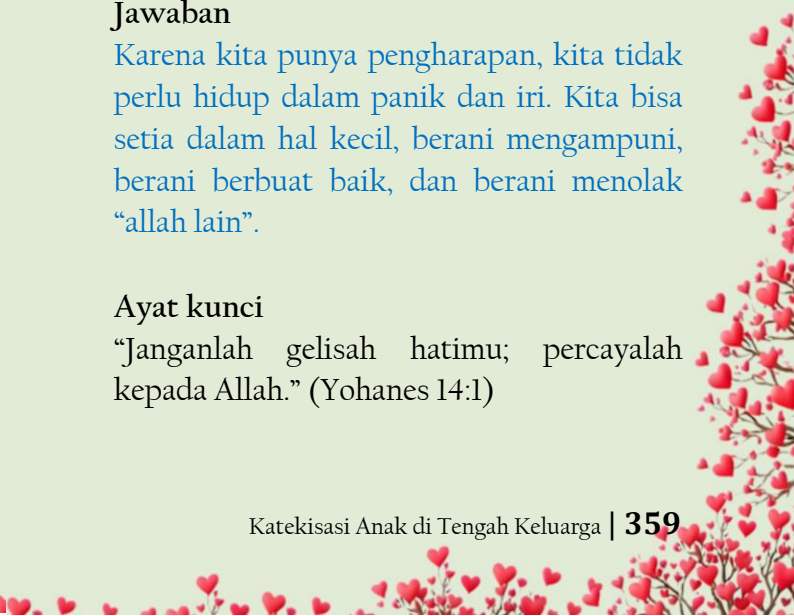 Jawaban
Karena kita punya pengharapan, kita tidak
perlu hidup dalam panik dan iri. Kita bisa
setia dalam hal kecil, berani mengampuni,
berani berbuat baik, dan berani menolak
“allah lain”.
Ayat kunci
“Janganlah gelisah hatimu; percayalah
kepada Allah.” (Yohanes 14:1)
Katekisasi Anak di Tengah Keluarga | 359